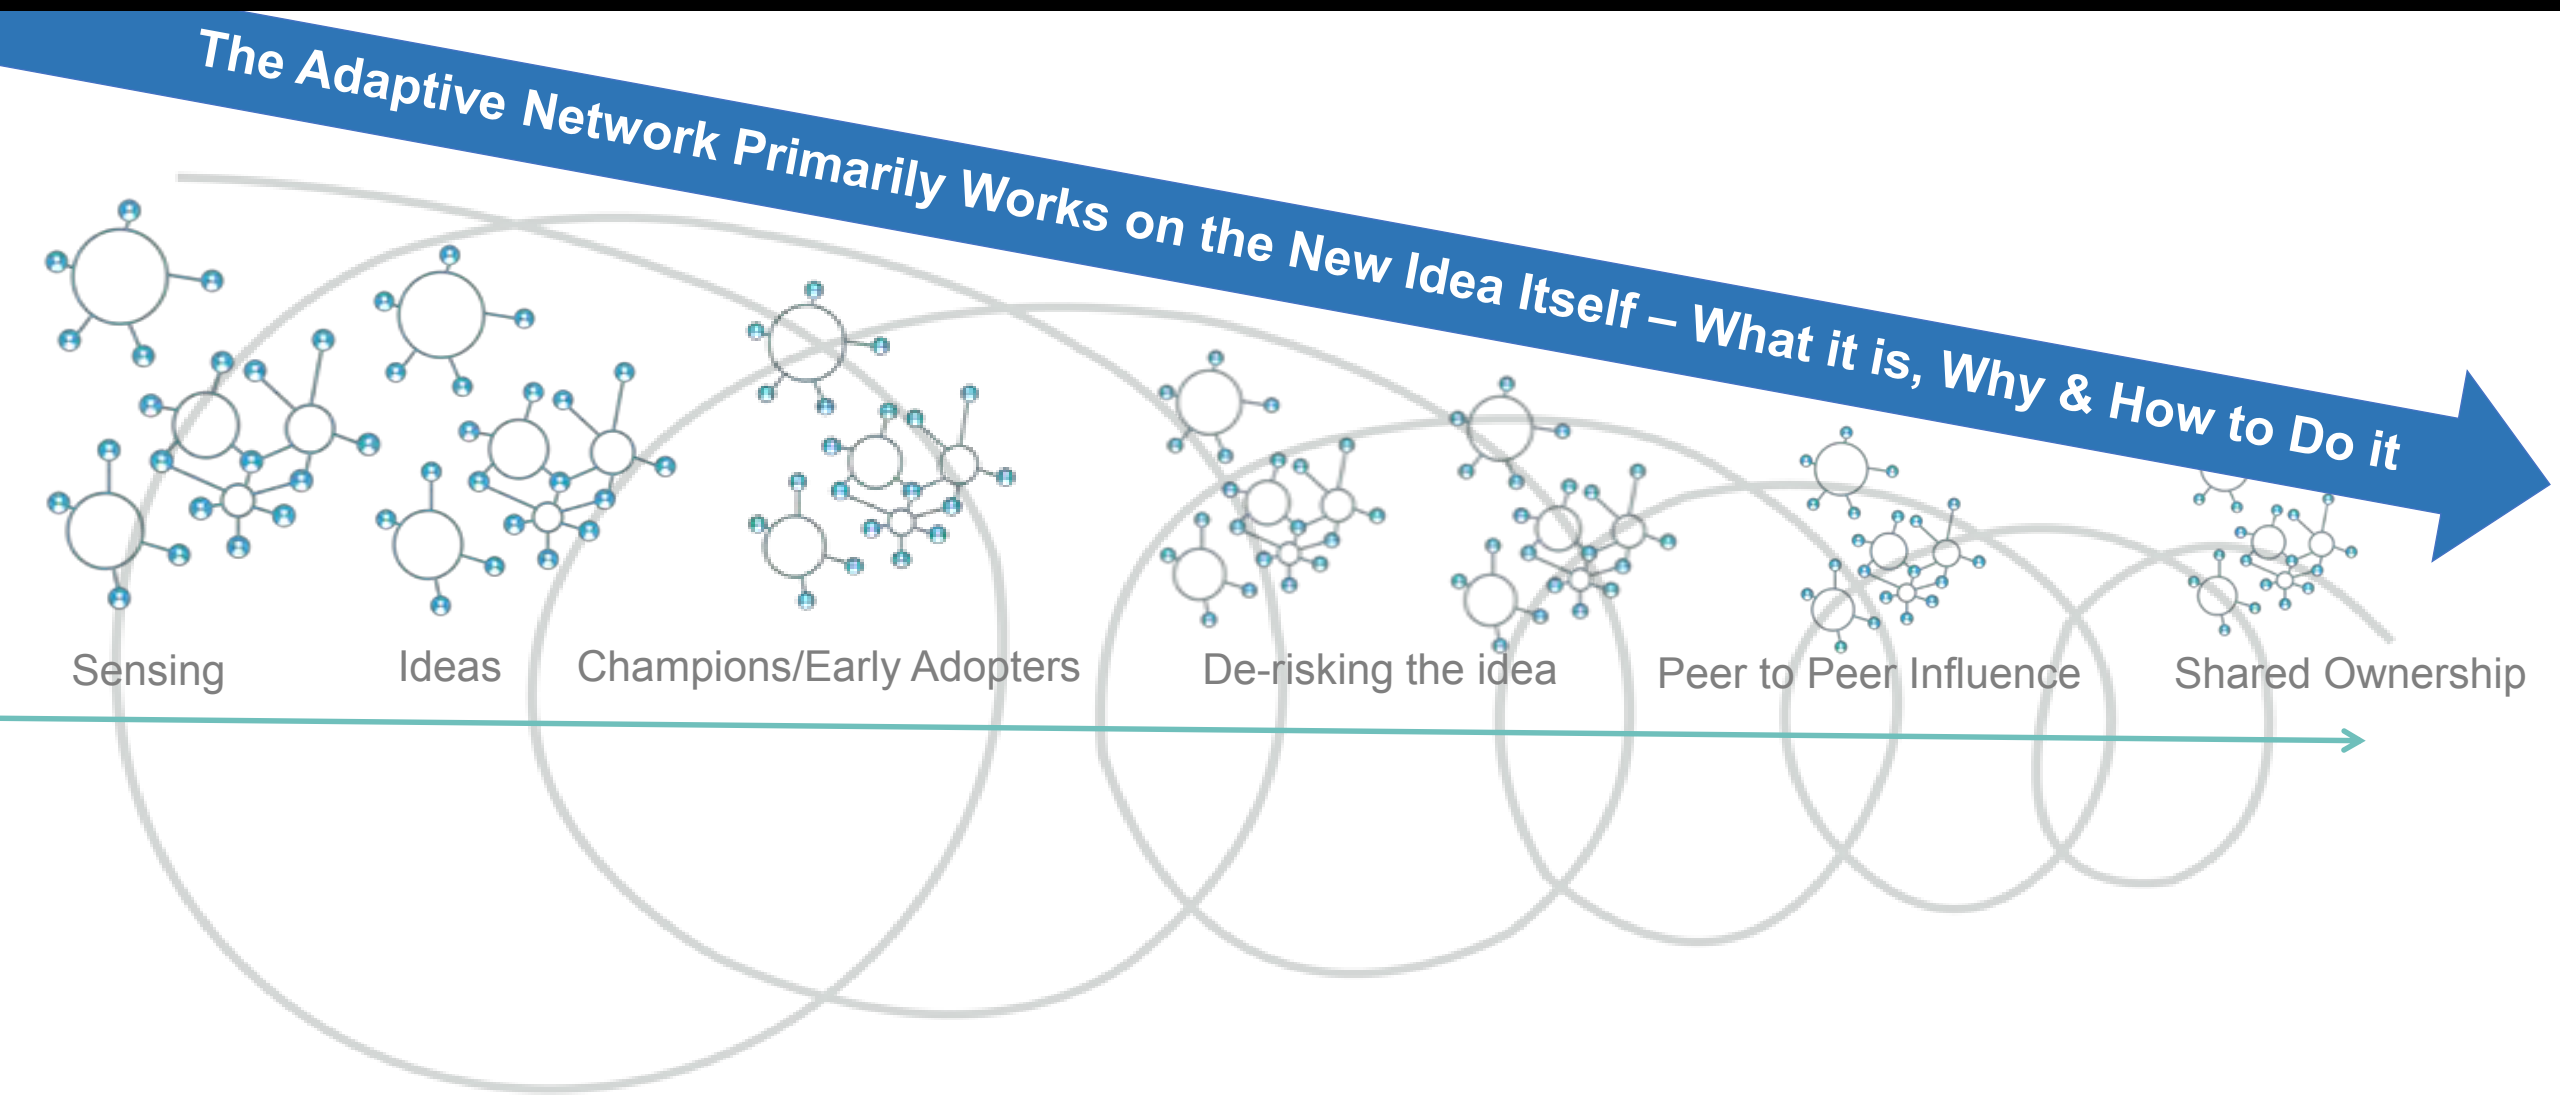 The Adaptive Network Primarily Works on the New Idea Itself – What it is, Why & How to Do it
Sensing
Ideas
Champions/Early Adopters
De-risking the idea
Peer to Peer Influence
Shared Ownership